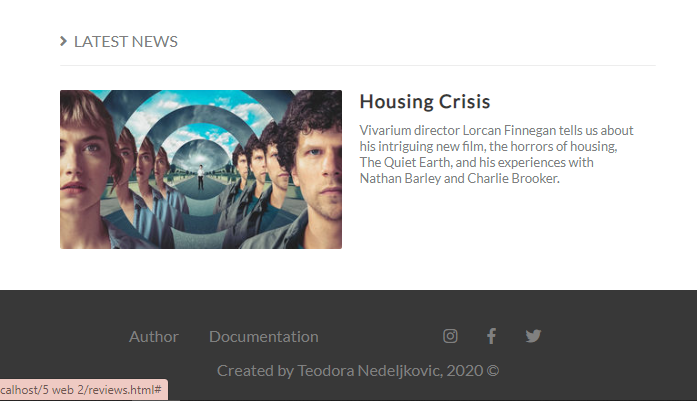 LATEST NEWS
Housing Crisis
Vivarium director Lorcan Finnegan tells us about
his intriguing new film, the horrors of housing,
The Quiet Earth, and his experiences with
Nathan Barley and Charlie Brooker.
Author Documentation
Created by Teodora Nedeljkovic, 2020 ©
calhost/5 web 2/reviews.html#